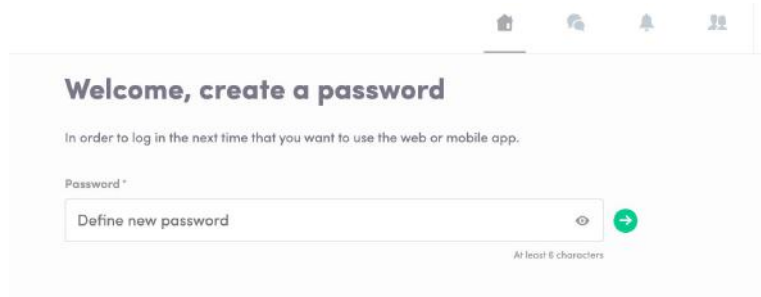 Welcome, create a password
In order to log in the next time that you want to use the web or mobile app.
Password *
Define new password
At least 6 characters